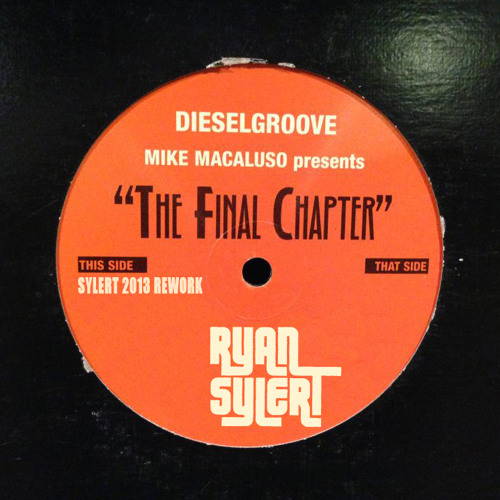 DIESELGROOVE
MIKE MACALUSO presents
“THE FINAL CHAPTER”
THIS SIDE
THAT SIDE
SYLERT 2013 REWORK
RYAN
SYLERT